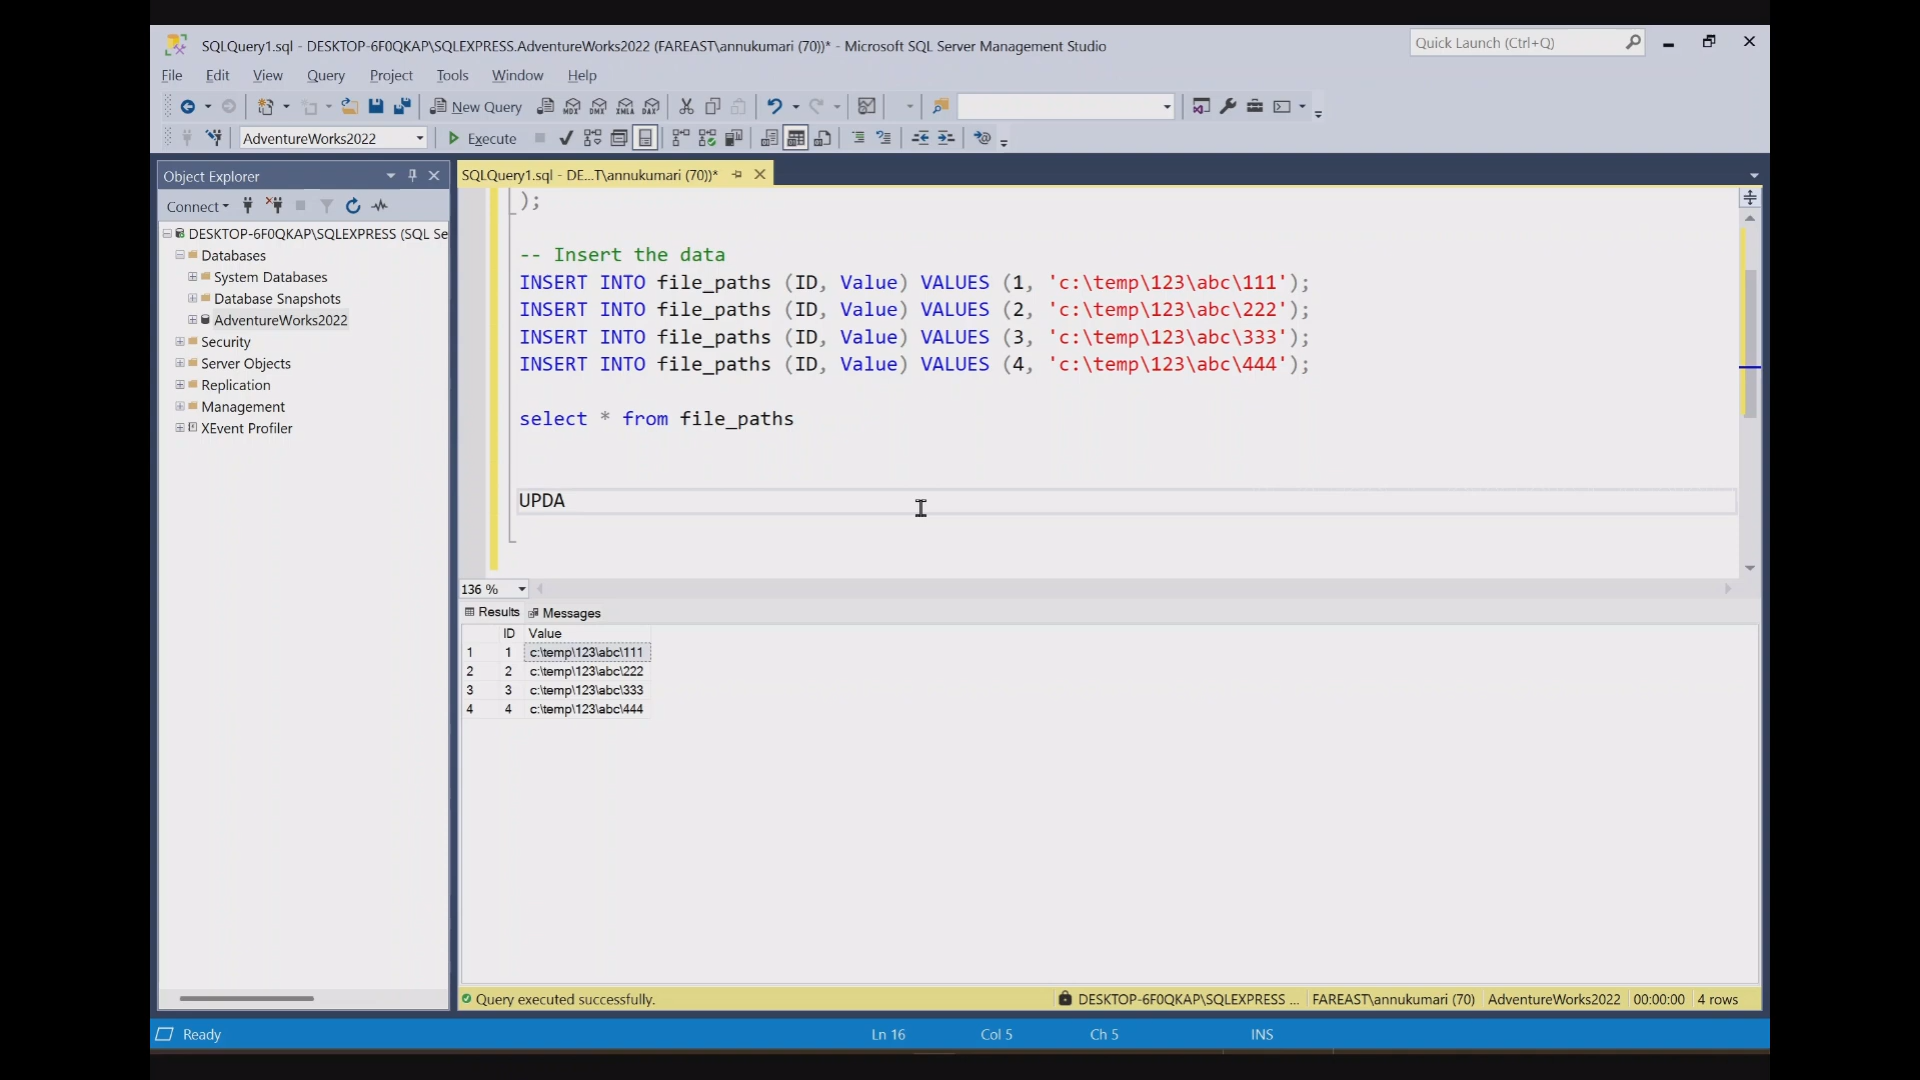 SQLQuery1.sql - DESKTOP-6F0QKAP\SQLEXPRESS.AdventureWorks2022 (FAREAST\annukumari (70))* - Microsoft SQL Server Management Studio
Quick Launch (Ctrl+Q)
File Edit View Query Project Tools Window Help
New Query
AdventureWorks2022
Execute
Object Explorer
SQLQuery1.sql - DE...T\annukumari (70))*
Connect
DESKTOP-6F0QKAP\SQLEXPRESS (SQL Se
Databases
System Databases
Database Snapshots
AdventureWorks2022
Security
Server Objects
Replication
Management
XEvent Profiler
);
-- Insert the data
INSERT INTO file_paths (ID, Value) VALUES (1, 'c:\temp\123\abc\111');
INSERT INTO file_paths (ID, Value) VALUES (2, 'c:\temp\123\abc\222');
INSERT INTO file_paths (ID, Value) VALUES (3, 'c:\temp\123\abc\333');
INSERT INTO file_paths (ID, Value) VALUES (4, 'c:\temp\123\abc\444');
select * from file_paths
UPDA
136 %
Results Messages
ID Value
1 1 c:\temp\123\abc\111
2 2 c:\temp\123\abc\222
3 3 c:\temp\123\abc\333
4 4 c:\temp\123\abc\444
Query executed successfully.
DESKTOP-6F0QKAP\SQLEXPRESS ... FAREAST\annukumari (70) AdventureWorks2022 00:00:00 4 rows
Ready Ln 16 Col 5 Ch 5 INS